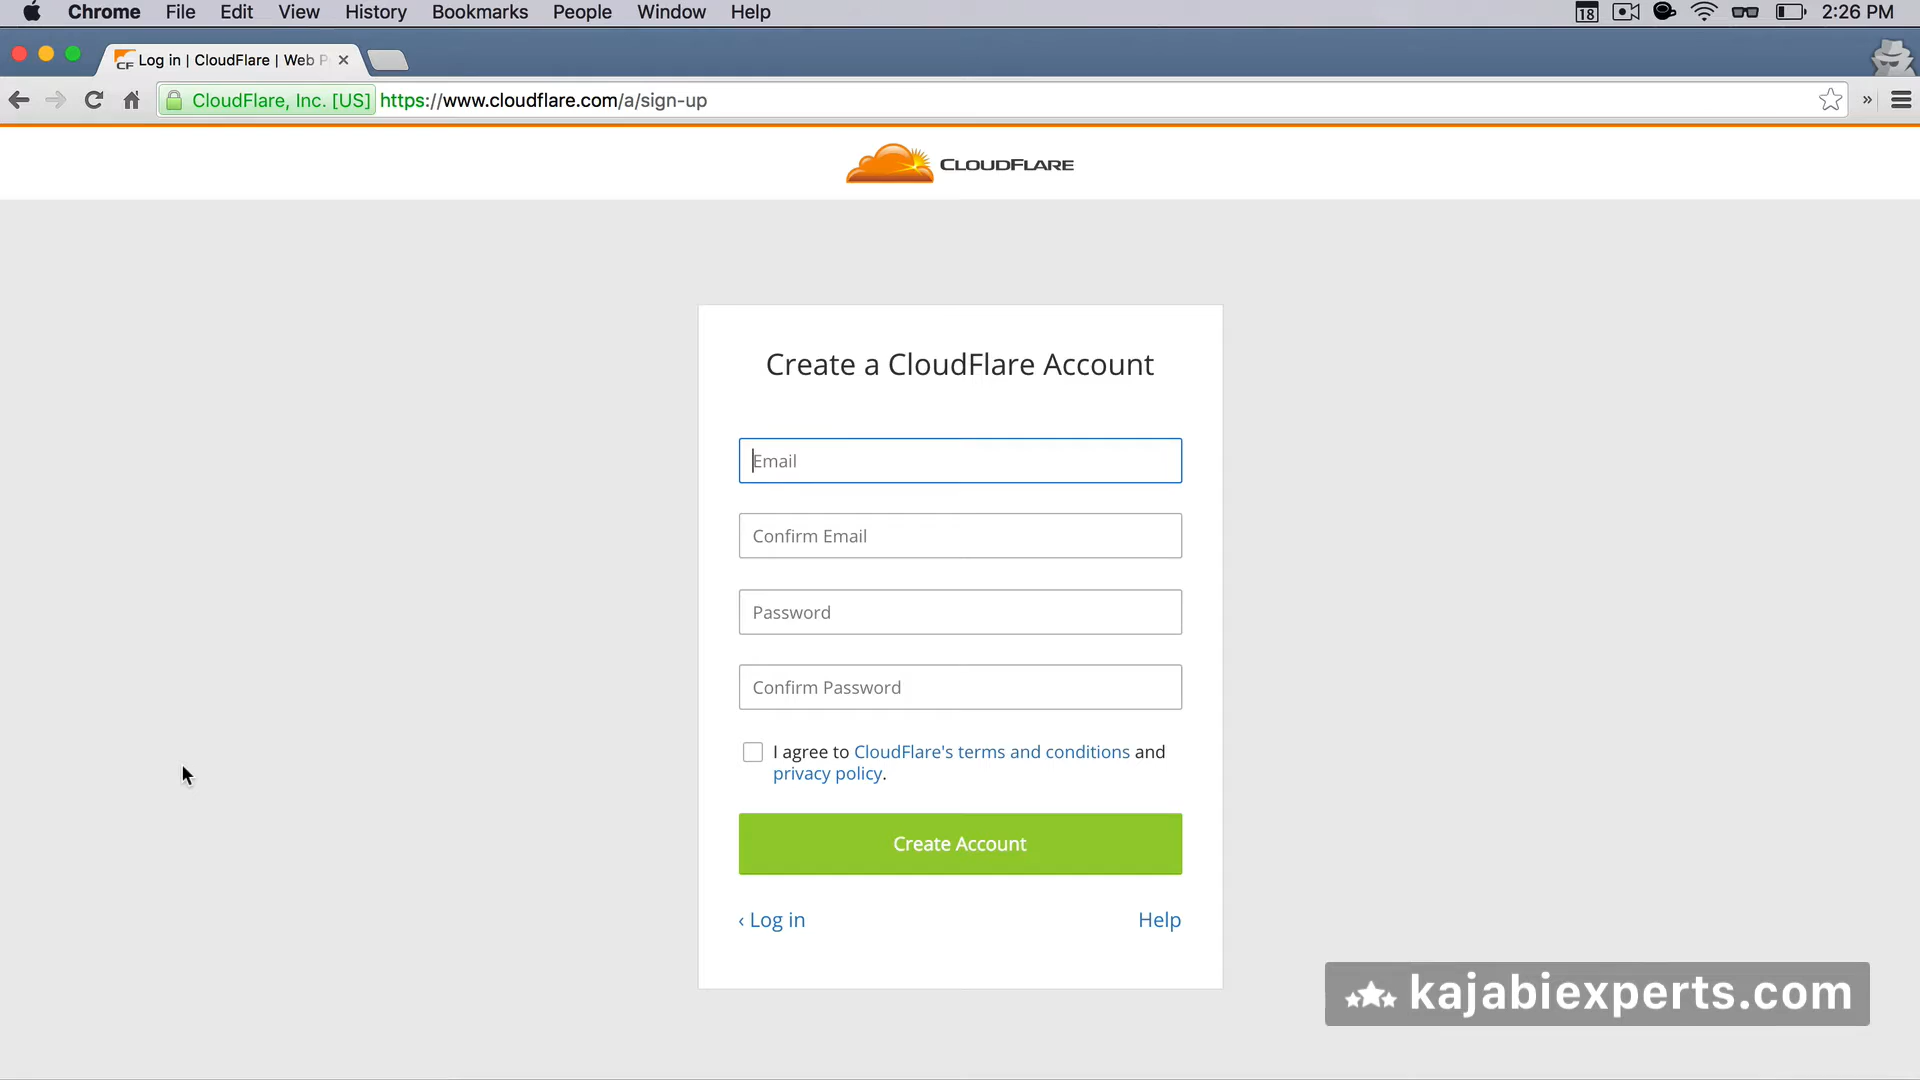 Chrome File Edit View History Bookmarks People Window Help 18 2:26 PM
CF Log in | CloudFlare | Web P
CloudFlare, Inc. [US] https://www.cloudflare.com/a/sign-up
CLOUDFLARE
Create a CloudFlare Account
Email
Confirm Email
Password
Confirm Password
I agree to CloudFlare's terms and conditions and
privacy policy.
Create Account
‹ Log in Help
kajabiexperts.com